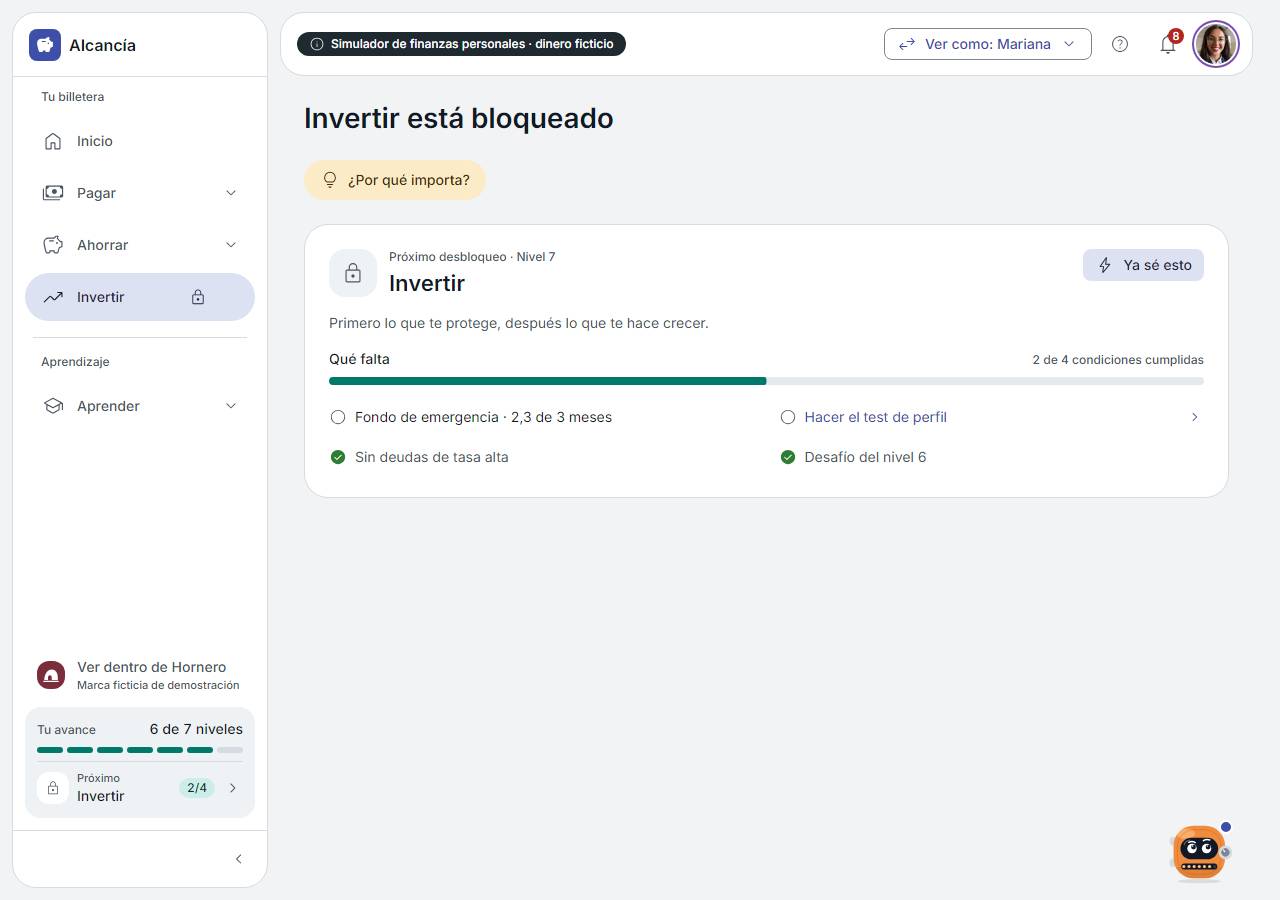 Alcancía
Simulador de finanzas personales · dinero ficticio
Ver como: Mariana
8
Tu billetera
Inicio
Pagar
Ahorrar
Invertir
Aprendizaje
Aprender
Ver dentro de Hornero
Marca ficticia de demostración
Tu avance
6 de 7 niveles
Próximo
Invertir
2/4
Invertir está bloqueado
¿Por qué importa?
Próximo desbloqueo · Nivel 7
Invertir
Ya sé esto
Primero lo que te protege, después lo que te hace crecer.
Qué falta
2 de 4 condiciones cumplidas
Fondo de emergencia · 2,3 de 3 meses
Hacer el test de perfil
Sin deudas de tasa alta
Desafío del nivel 6